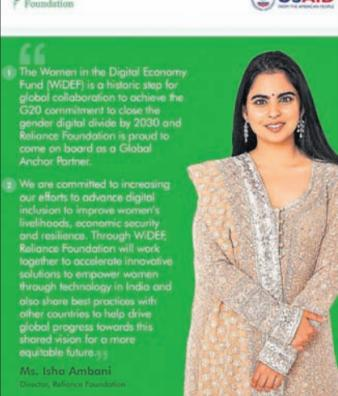 Foundation
USAID
FROM THE AMERICAN PEOPLE
“
1 The Women in the Digital Economy
Fund (WiDEF) is a historic step for
global collaboration to achieve the
G20 commitment to close the
gender digital divide by 2030 and
Reliance Foundation is proud to
come on board as a Global
Anchor Partner.
2 We are committed to increasing
our efforts to advance digital
inclusion to improve women's
livelihoods, economic security
and resilience. Through WiDEF,
Reliance Foundation will work
together to accelerate innovative
solutions to empower women
through technology in India and
also share best practices with
other countries to help drive
global progress towards this
shared vision for a more
equitable future.”
Ms. Isha Ambani
Director, Reliance Foundation